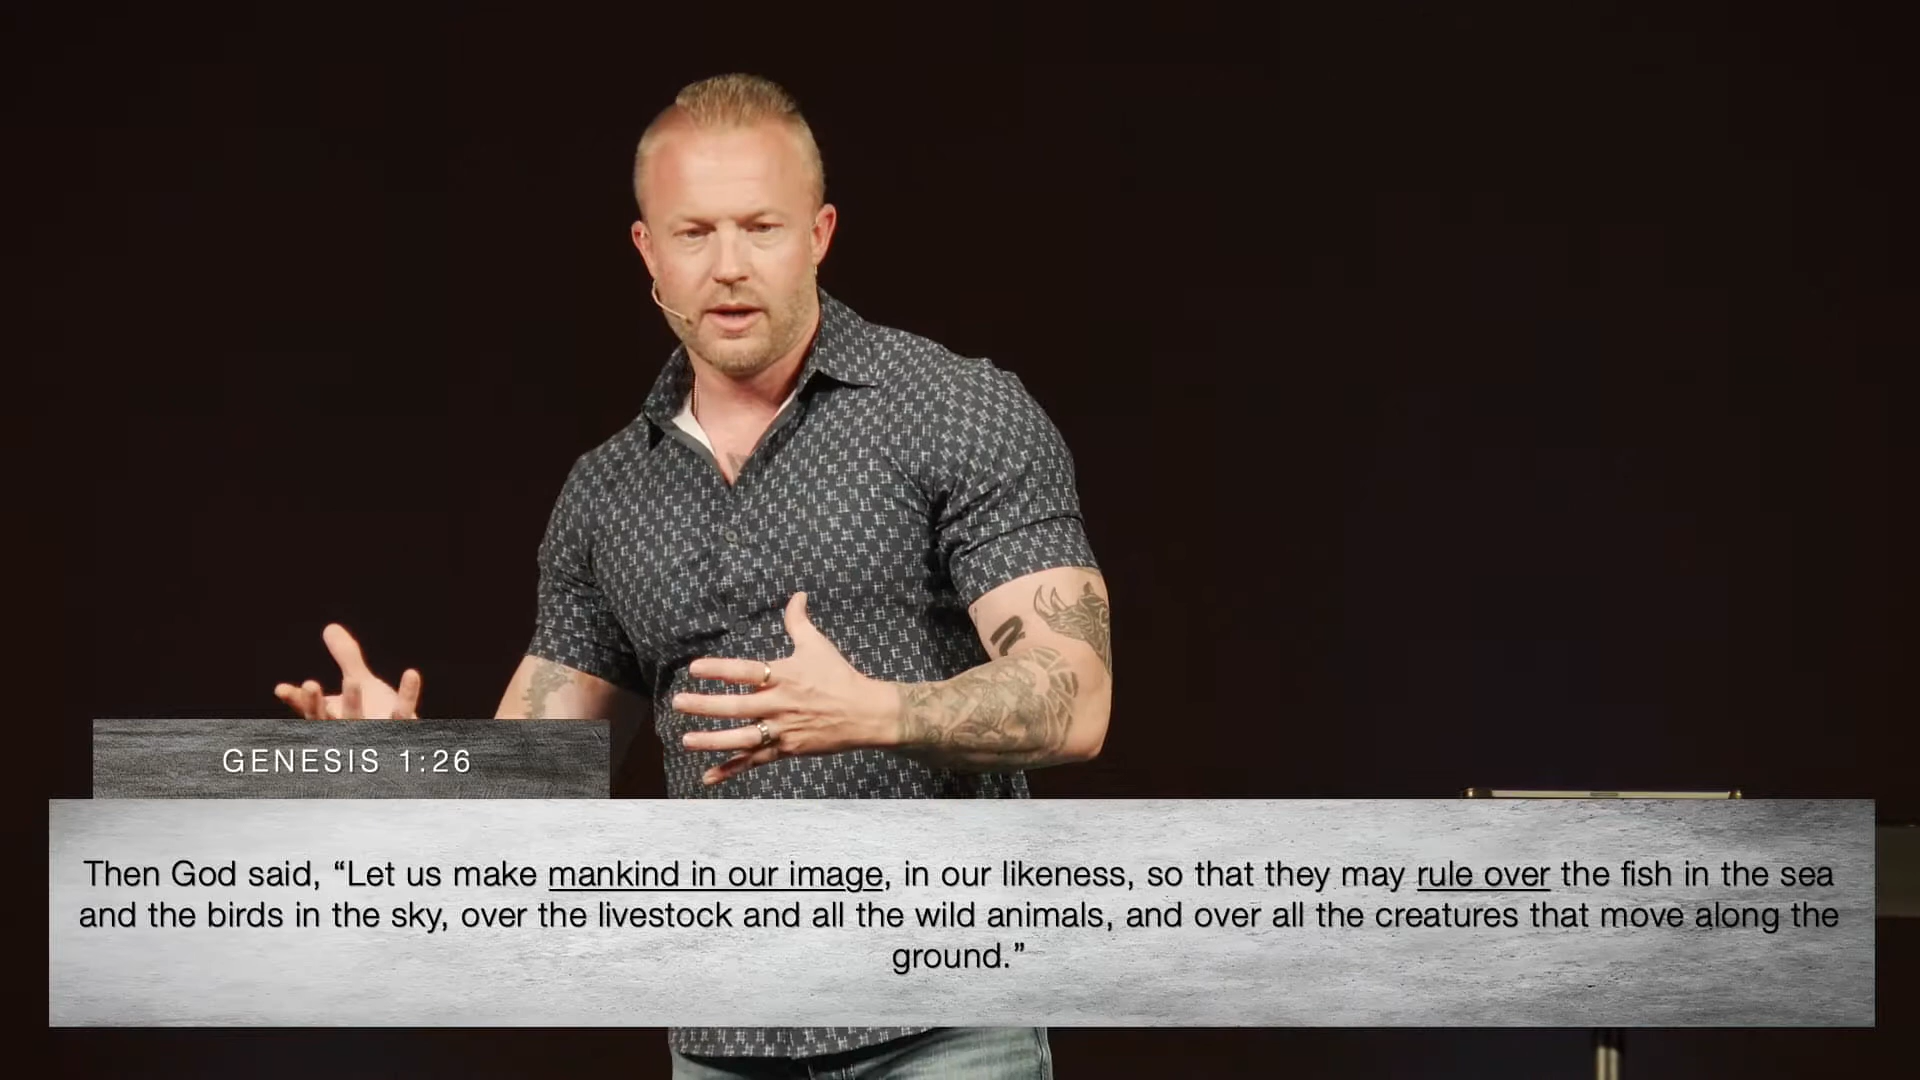 GENESIS 1:26
Then God said, “Let us make mankind in our image, in our likeness, so that they may rule over the fish in the sea
and the birds in the sky, over the livestock and all the wild animals, and over all the creatures that move along the
ground.”